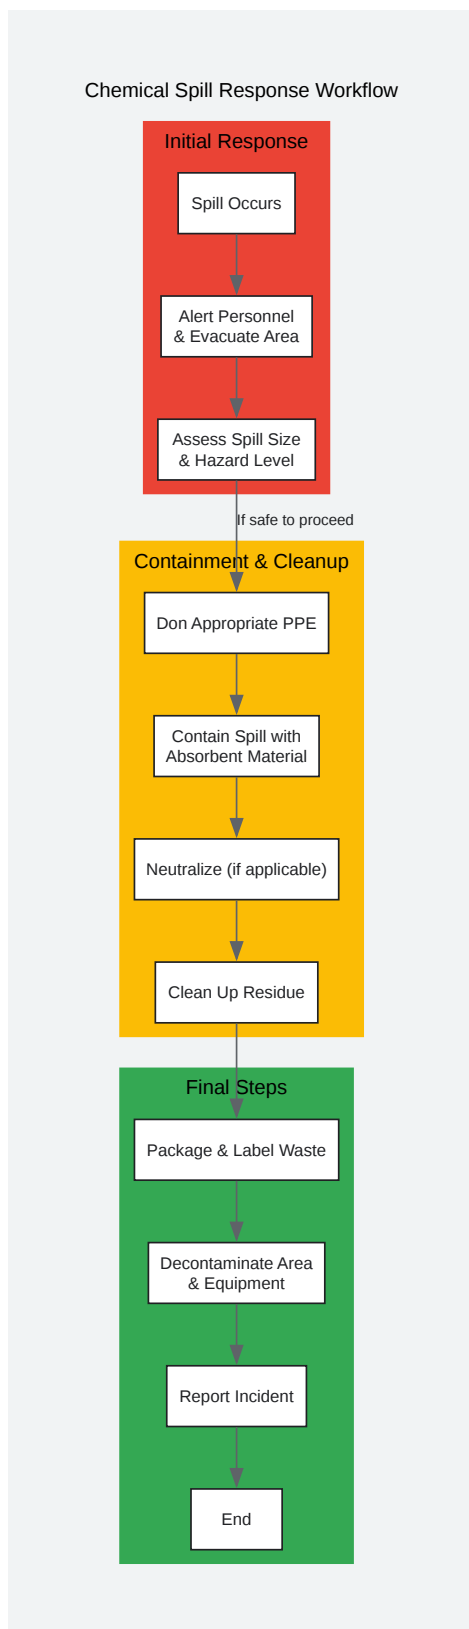 Chemical Spill Response Workflow
Initial Response
Spill Occurs
Alert Personnel
& Evacuate Area
Assess Spill Size
& Hazard Level
If safe to proceed
Containment & Cleanup
Don Appropriate PPE
Contain Spill with
Absorbent Material
Neutralize (if applicable)
Clean Up Residue
Final Steps
Package & Label Waste
Decontaminate Area
& Equipment
Report Incident
End